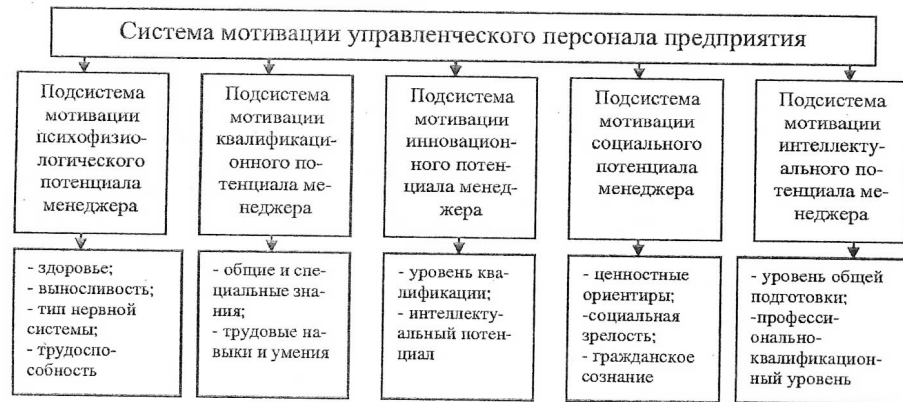 Система мотивации управленческого персонала предприятия
Подсистема
мотивации
психофизио-
логического
потенциала
менеджера
Подсистема
мотивации
квалификаци-
онного по-
тенциала ме-
неджера
Подсистема
мотивации
инновацион-
ного потен-
циала менед-
жера
Подсистема
мотивации
социального
потенциала
менеджера
Подсистема
мотивации
интеллекту-
ального по-
тенциала ме-
неджера
- здоровье;
- выносливость;
- тип нервной
системы;
- трудоспо-
собность
- общие и спе-
циальные зна-
ния;
- трудовые на-
выки и умения
- уровень ква-
лификации;
- интеллекту-
альный потен-
циал
- ценностные
ориентиры;
-социальная
зрелость;
- гражданское
сознание
- уровень общей
подготовки;
-професси-
онально-
квалификацион-
ный уровень